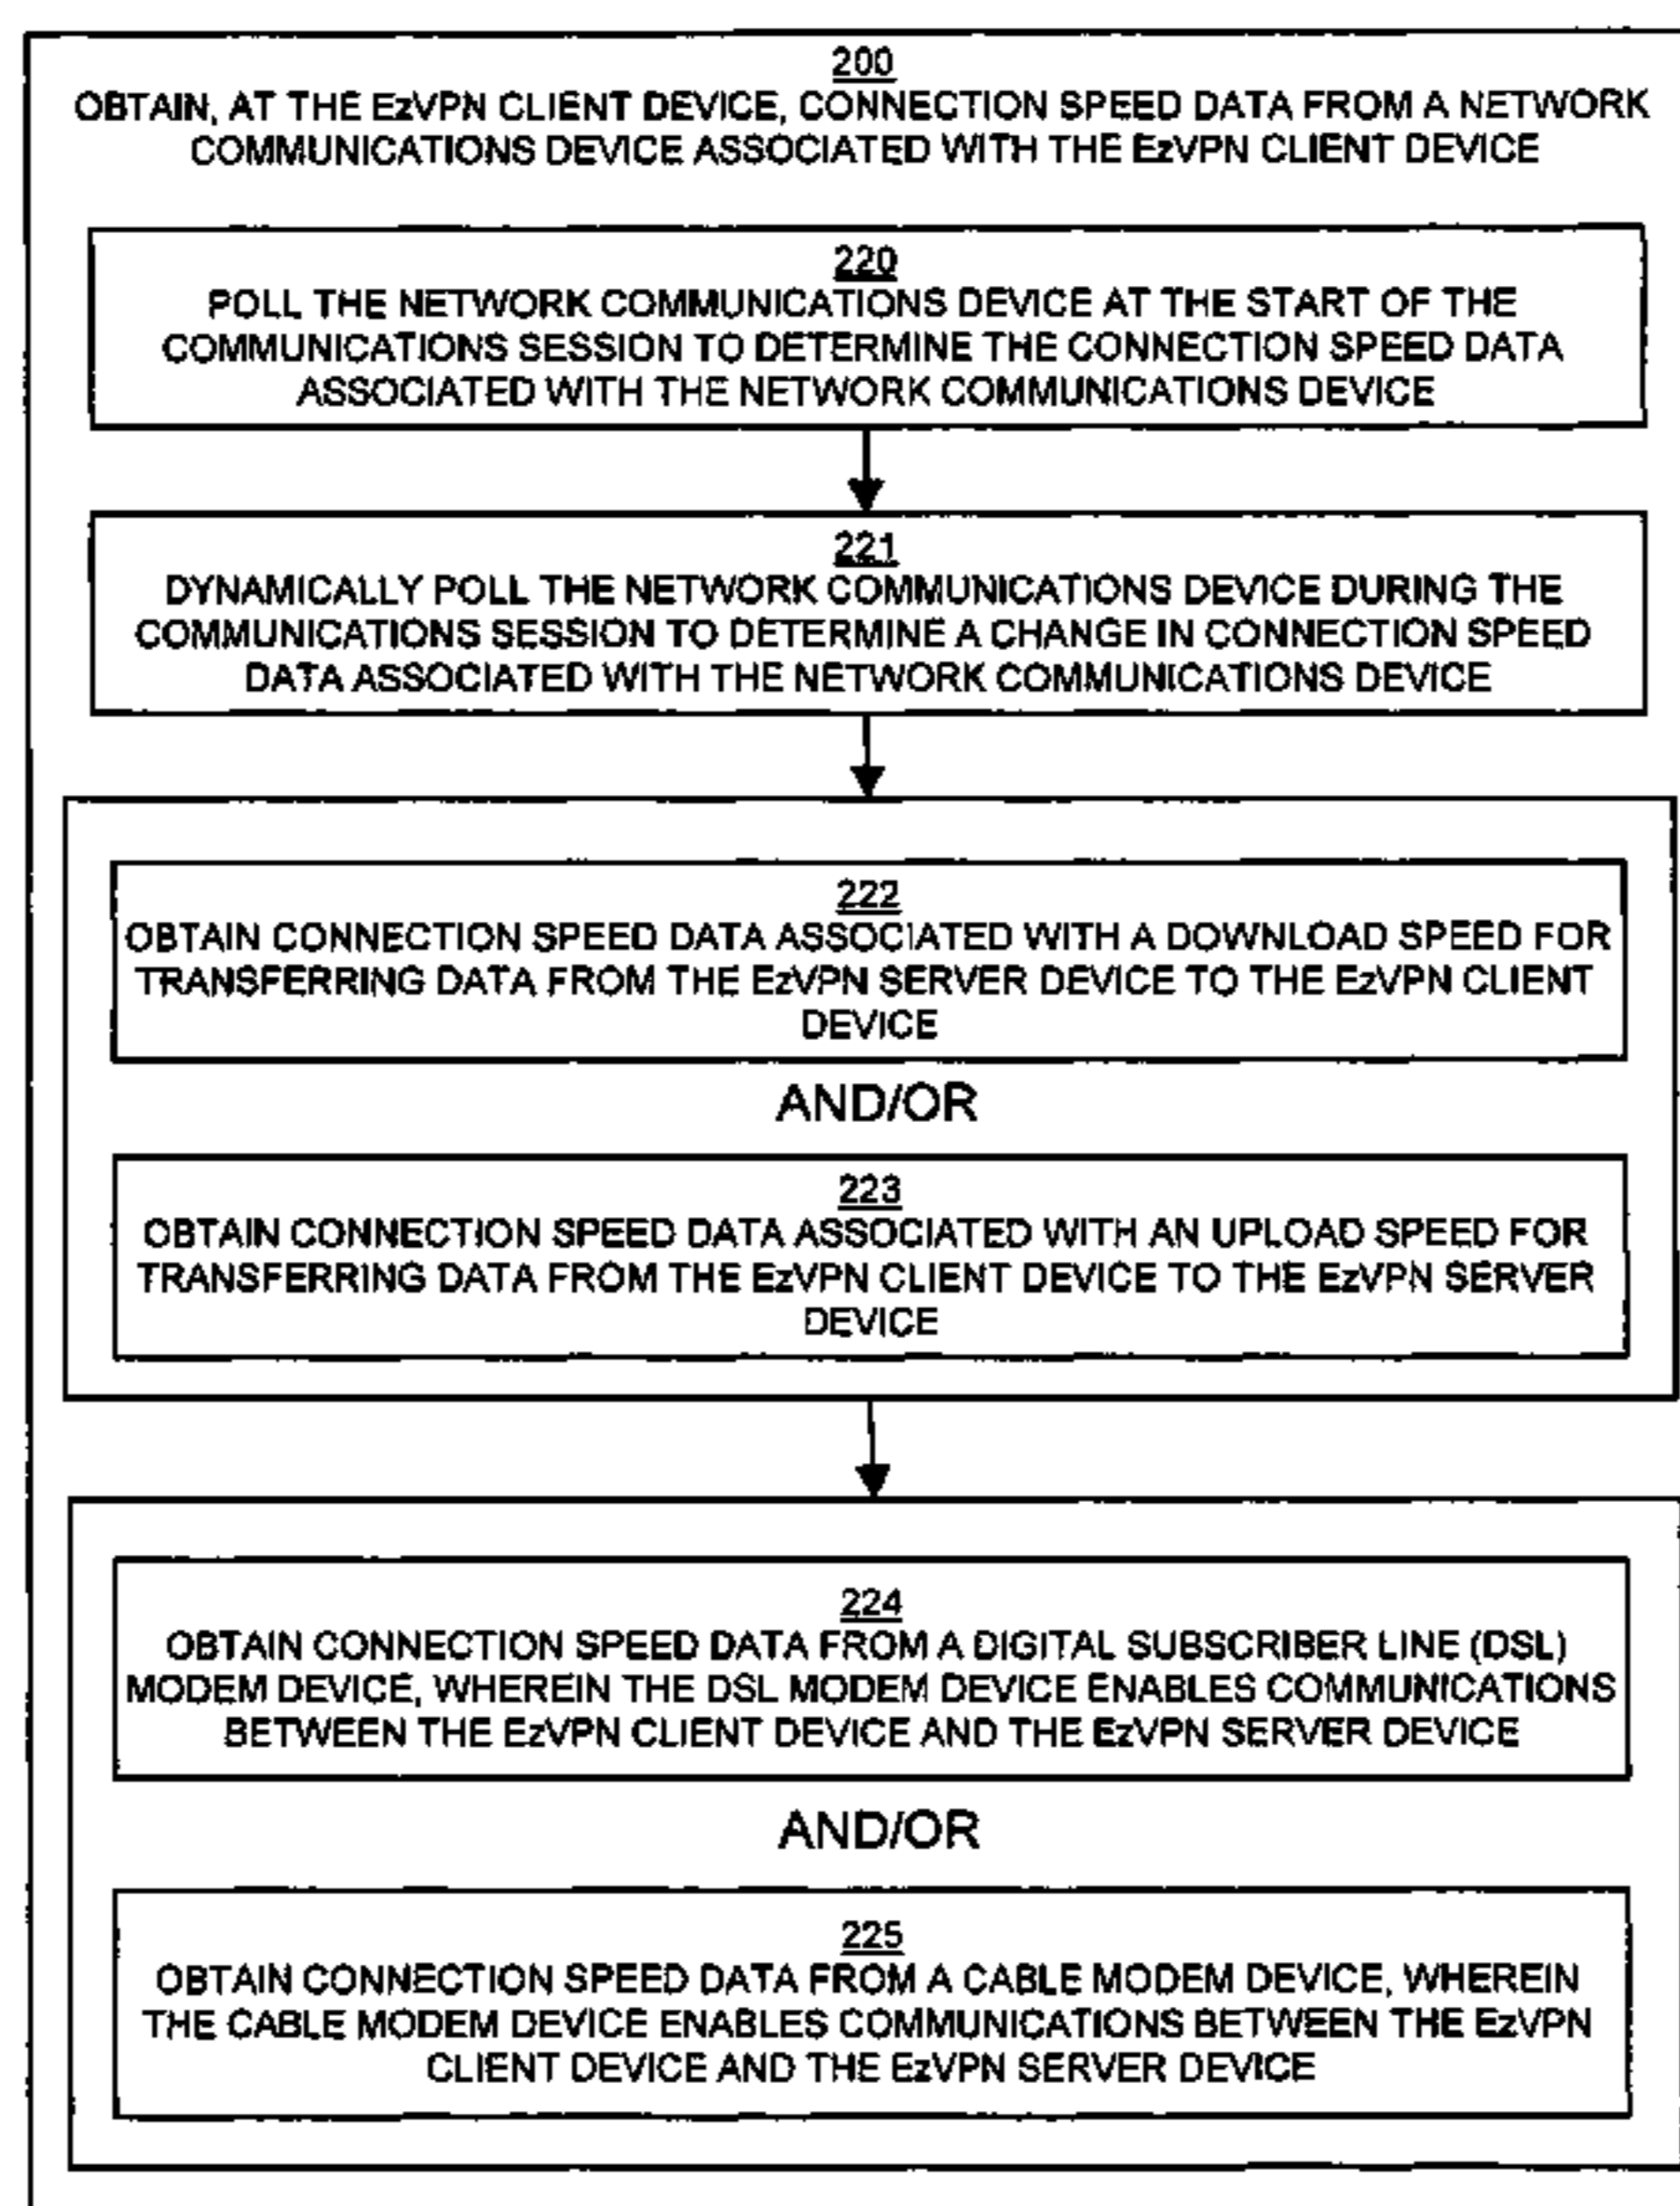 200
OBTAIN, AT THE EzVPN CLIENT DEVICE, CONNECTION SPEED DATA FROM A NETWORK
COMMUNICATIONS DEVICE ASSOCIATED WITH THE EzVPN CLIENT DEVICE
220
POLL THE NETWORK COMMUNICATIONS DEVICE AT THE START OF THE
COMMUNICATIONS SESSION TO DETERMINE THE CONNECTION SPEED DATA
ASSOCIATED WITH THE NETWORK COMMUNICATIONS DEVICE
221
DYNAMICALLY POLL THE NETWORK COMMUNICATIONS DEVICE DURING THE
COMMUNICATIONS SESSION TO DETERMINE A CHANGE IN CONNECTION SPEED
DATA ASSOCIATED WITH THE NETWORK COMMUNICATIONS DEVICE
222
OBTAIN CONNECTION SPEED DATA ASSOCIATED WITH A DOWNLOAD SPEED FOR
TRANSFERRING DATA FROM THE EzVPN SERVER DEVICE TO THE EzVPN CLIENT
DEVICE
AND/OR
223
OBTAIN CONNECTION SPEED DATA ASSOCIATED WITH AN UPLOAD SPEED FOR
TRANSFERRING DATA FROM THE EzVPN CLIENT DEVICE TO THE EzVPN SERVER
DEVICE
224
OBTAIN CONNECTION SPEED DATA FROM A DIGITAL SUBSCRIBER LINE (DSL)
MODEM DEVICE, WHEREIN THE DSL MODEM DEVICE ENABLES COMMUNICATIONS
BETWEEN THE EzVPN CLIENT DEVICE AND THE EzVPN SERVER DEVICE
AND/OR
225
OBTAIN CONNECTION SPEED DATA FROM A CABLE MODEM DEVICE, WHEREIN
THE CABLE MODEM DEVICE ENABLES COMMUNICATIONS BETWEEN THE EzVPN
CLIENT DEVICE AND THE EzVPN SERVER DEVICE